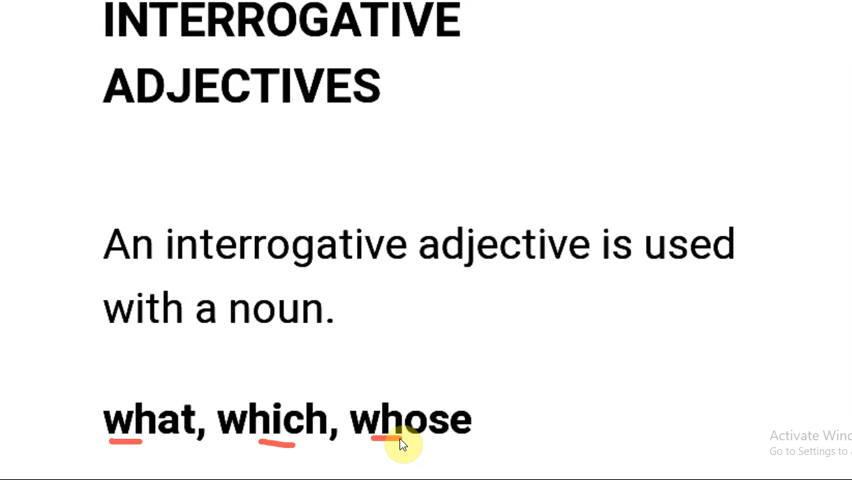 INTERROGATIVE
ADJECTIVES
An interrogative adjective is used
with a noun.
what, which, whose
Activate Wind
Go to Settings to a